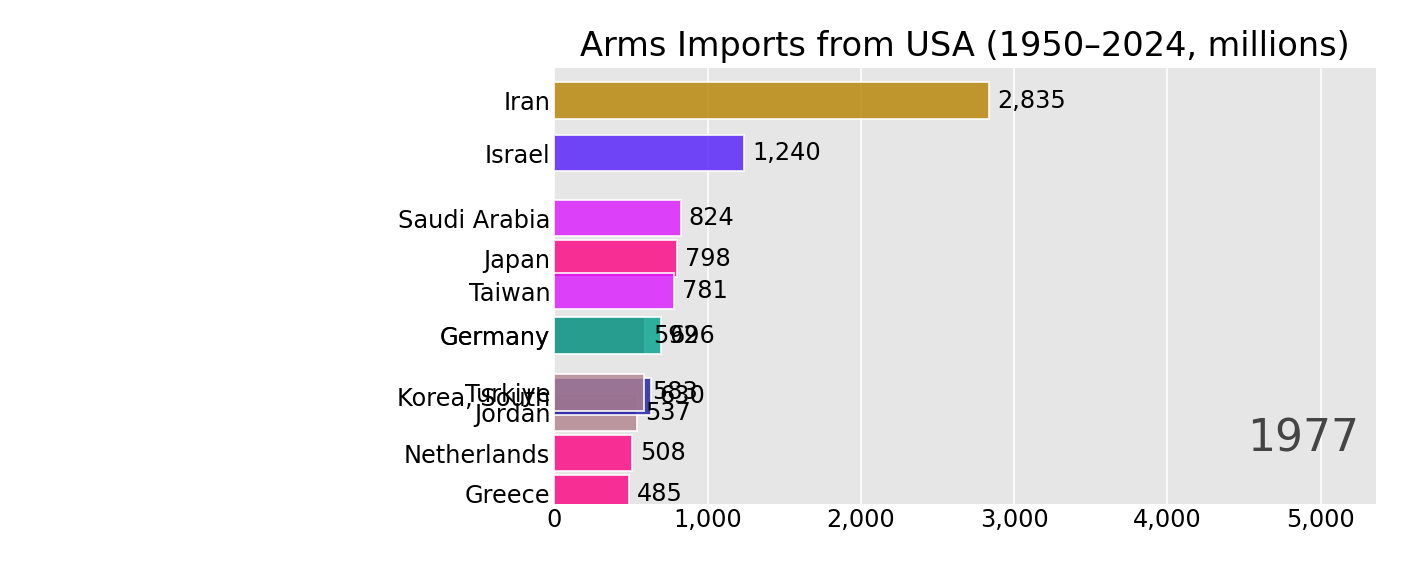 Arms Imports from USA (1950–2024, millions)
Iran 2,835
Israel 1,240
Saudi Arabia 824
Japan 798
Taiwan 781
Germany 696
Turkiye 583
Korea, South 630
Jordan 537
Netherlands 508
1977
Greece 485
0 1,000 2,000 3,000 4,000 5,000